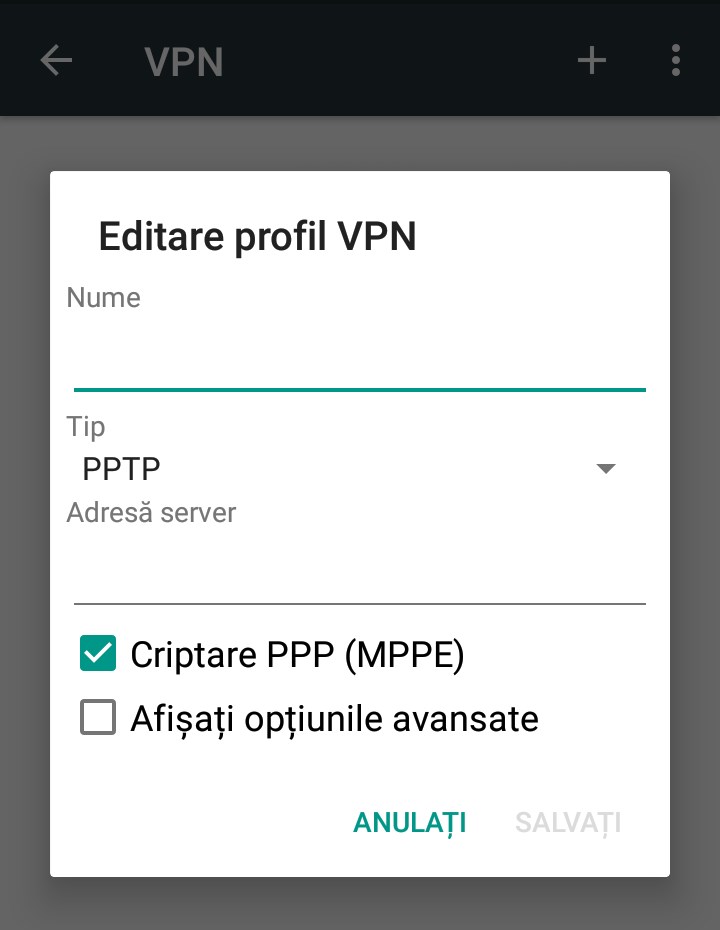 VPN
Editare profil VPN
Nume
Tip
PPTP
Adresă server
Criptare PPP (MPPE)
Afișați opțiunile avansate
ANULAȚI SALVAȚI